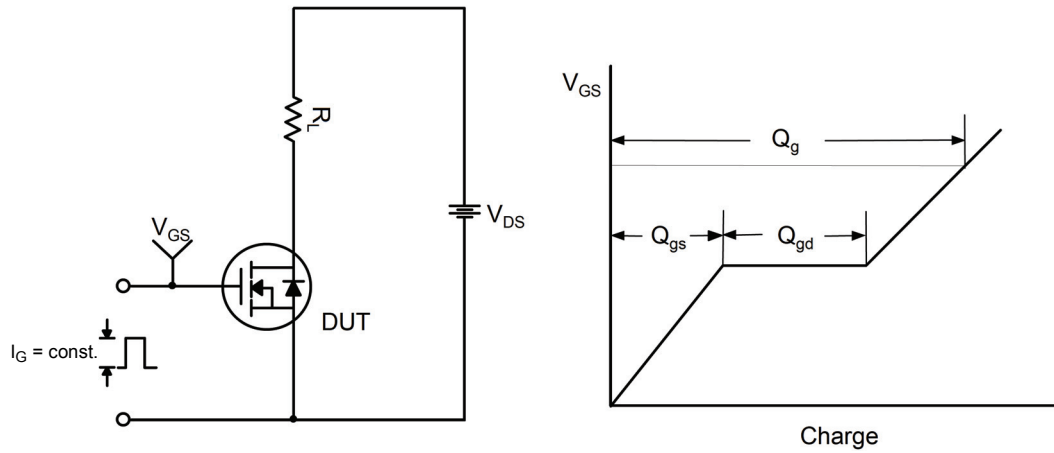 R_L
V_DS
V_GS
DUT
I_G = const.
V_GS
Q_g
Q_gs
Q_gd
Charge